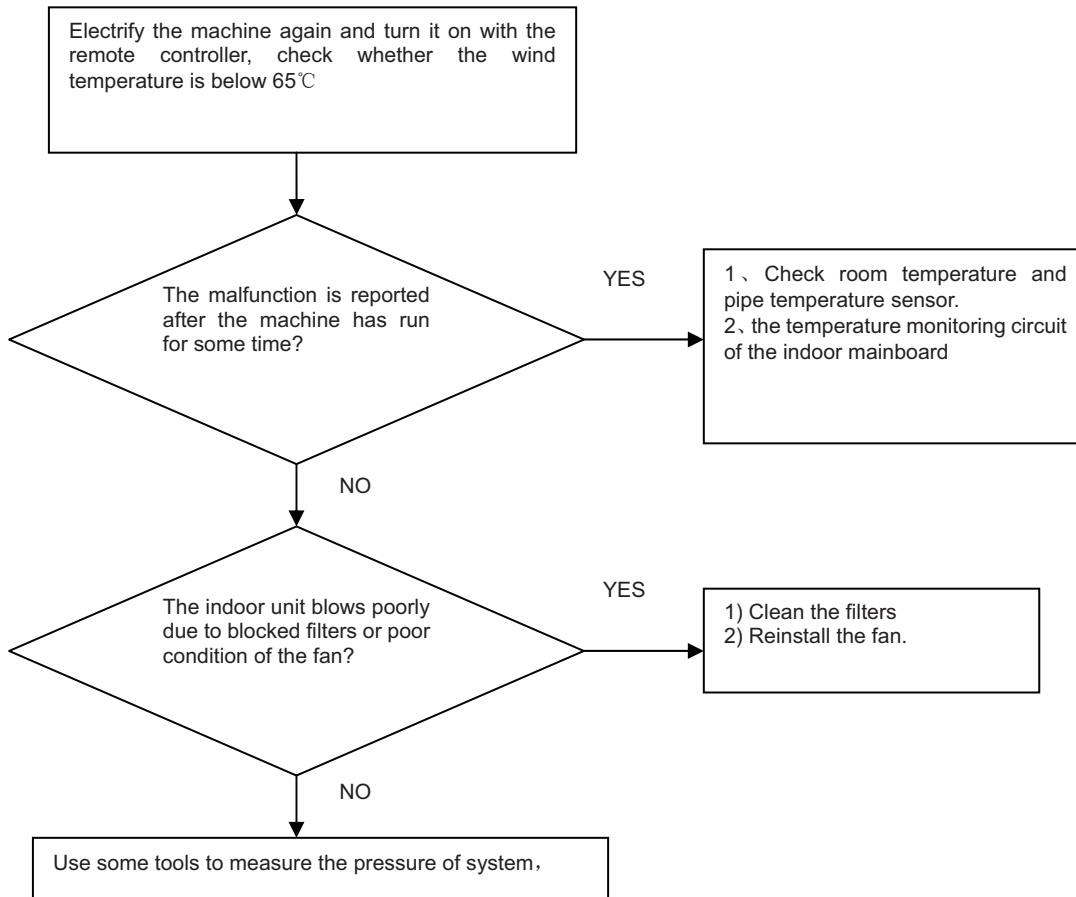 Electrify the machine again and turn it on with the
remote controller, check whether the wind
temperature is below 65℃
The malfunction is reported
after the machine has run
for some time?
YES
1、Check room temperature and
pipe temperature sensor.
2、the temperature monitoring circuit
of the indoor mainboard
NO
The indoor unit blows poorly
due to blocked filters or poor
condition of the fan?
YES
1) Clean the filters
2) Reinstall the fan.
NO
Use some tools to measure the pressure of system，